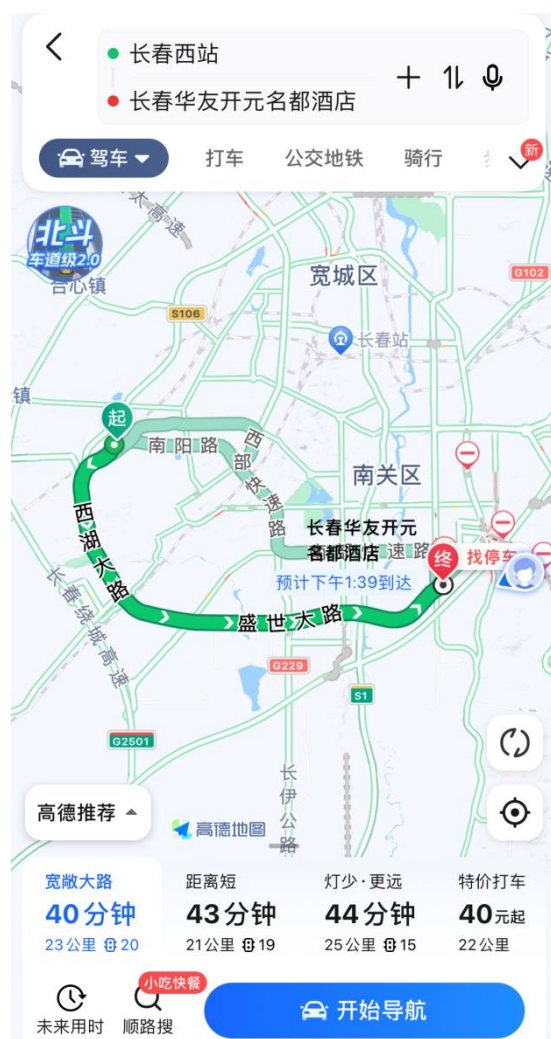 长春西站
长春华友开元名都酒店
驾车
打车
公交地铁
骑行
新
太高速
北斗
车道级2.0
合心镇
宽城区
G102
S106
长春站
镇
起
南阳路
西部快速路
南关区
西湖大路
长春华友开元
名都酒店
速路
终
找停车
预计下午1:39到达
盛世大路
长春绕城高速
G229
S1
G2501
长伊公路
高德推荐
高德地图
宽敞大路
40分钟
23公里 20
距离短
43分钟
21公里 19
灯少·更远
44分钟
25公里 15
特价打车
40元起
22公里
小吃快餐
未来用时
顺路搜
开始导航